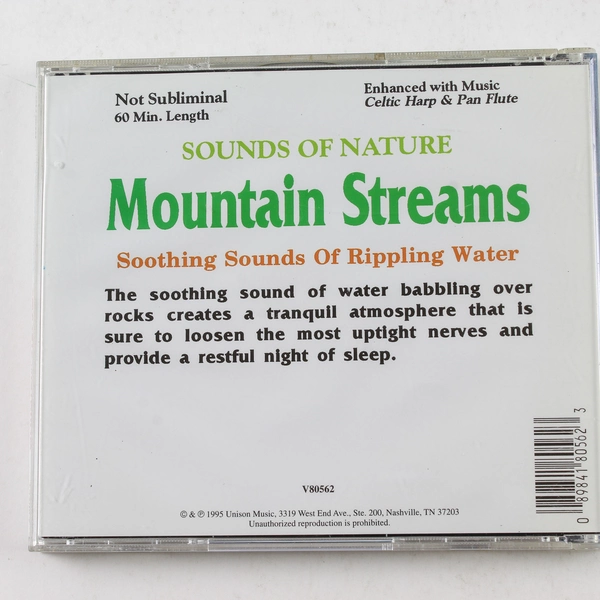 Not Subliminal
60 Min. Length
Enhanced with Music
Celtic Harp & Pan Flute
SOUNDS OF NATURE
Mountain Streams
Soothing Sounds Of Rippling Water
The soothing sound of water babbling over
rocks creates a tranquil atmosphere that is
sure to loosen the most uptight nerves and
provide a restful night of sleep.
V80562
© & ℗ 1995 Unison Music, 3319 West End Ave., Ste. 200, Nashville, TN 37203
Unauthorized reproduction is prohibited.
0 89841 80562 3